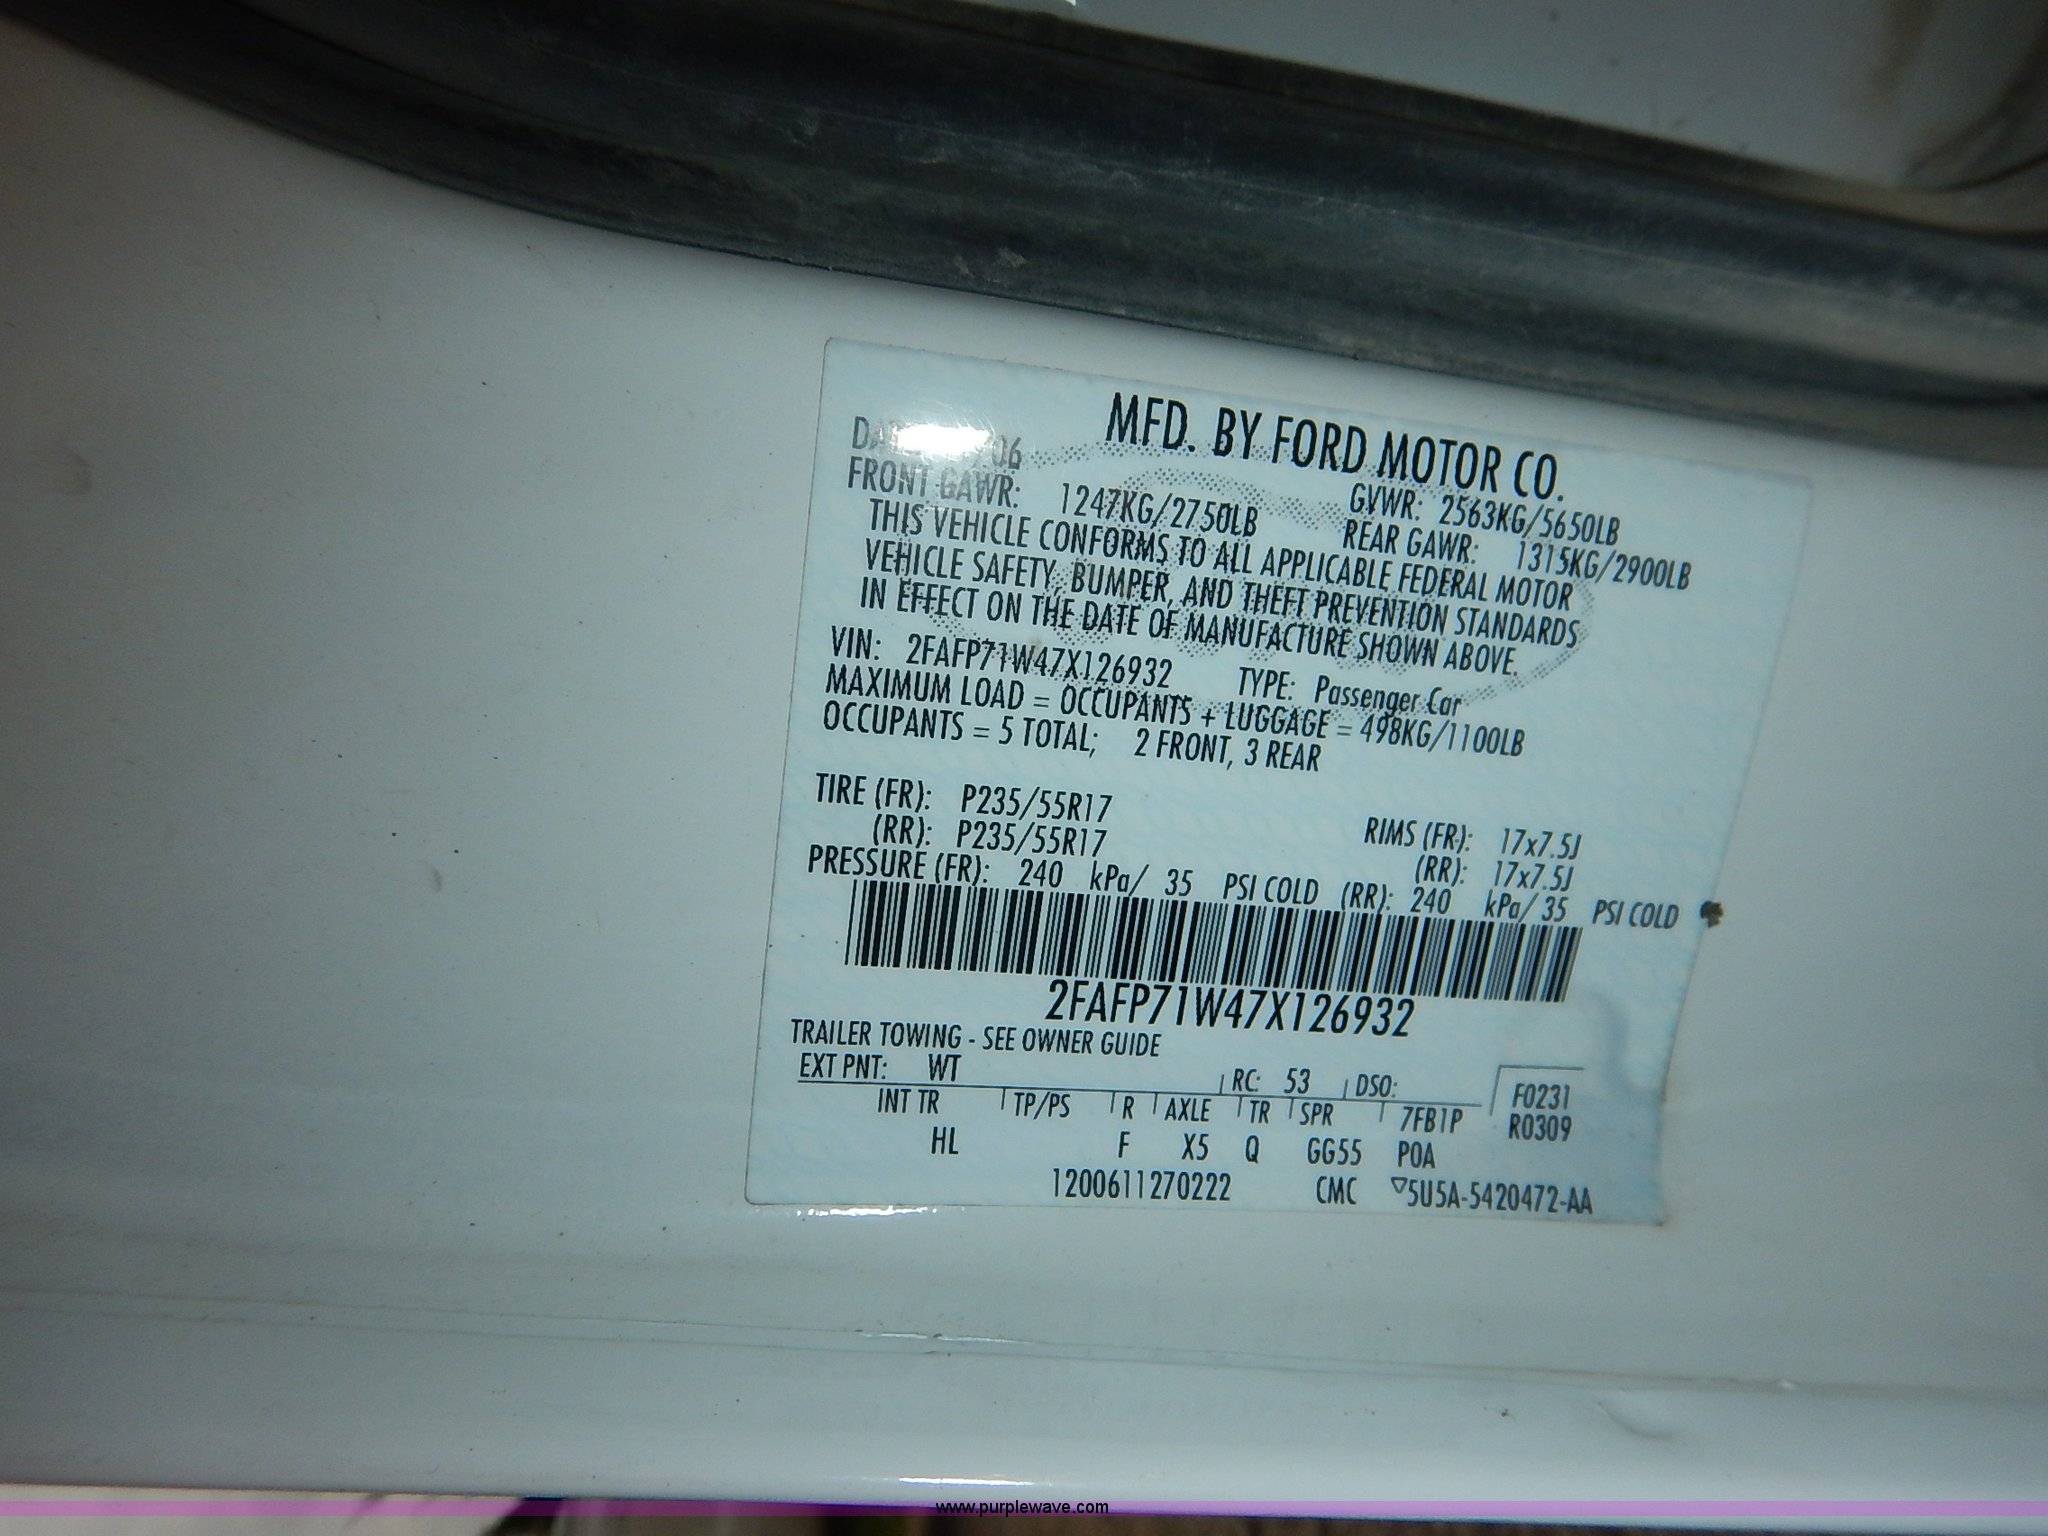 MFD. BY FORD MOTOR CO.
GVWR: 2563KG/5650LB
FRONT GAWR: 1247KG/2750LB REAR GAWR: 1315KG/2900LB
THIS VEHICLE CONFORMS TO ALL APPLICABLE FEDERAL MOTOR
VEHICLE SAFETY, BUMPER, AND THEFT PREVENTION STANDARDS
IN EFFECT ON THE DATE OF MANUFACTURE SHOWN ABOVE.
VIN: 2FAFP71W47X126932 TYPE: Passenger Car
MAXIMUM LOAD = OCCUPANTS + LUGGAGE = 498KG/1100LB
OCCUPANTS = 5 TOTAL; 2 FRONT, 3 REAR
TIRE (FR): P235/55R17 RIMS (FR): 17x7.5J
(RR): P235/55R17 (RR): 17x7.5J
PRESSURE (FR): 240 kPa/ 35 PSI COLD (RR): 240 kPa/ 35 PSI COLD
2FAFP71W47X126932
TRAILER TOWING - SEE OWNER GUIDE
EXT PNT: WT RC: 53 DSO: F0231
INT TR TP/PS R AXLE TR SPR 7FB1P R0309
HL F X5 Q GG55 POA
1200611270222 CMC ▽5U5A-5420472-AA
www.purplewave.com